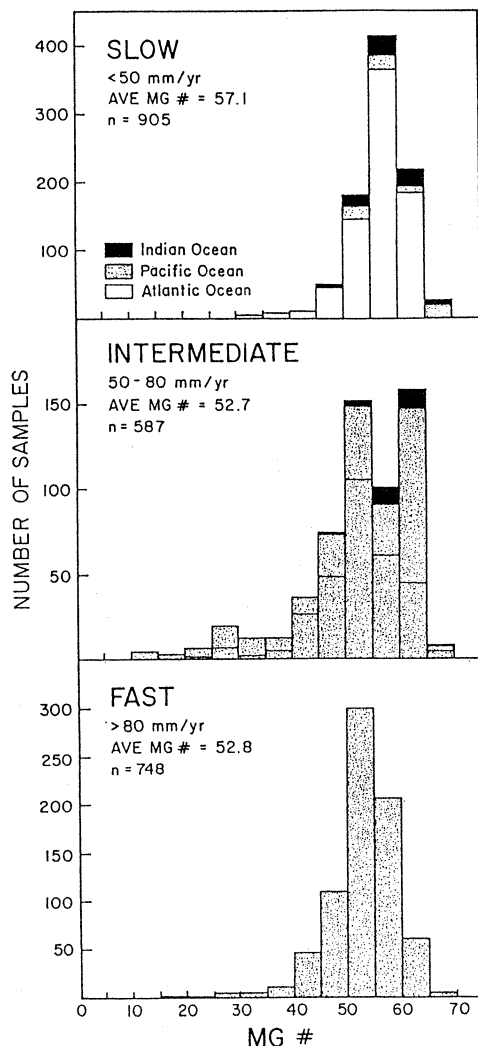 SLOW
<50 mm/yr
AVE MG # = 57.1
n = 905
400
300
200
100
Indian Ocean
Pacific Ocean
Atlantic Ocean
INTERMEDIATE
50-80 mm/yr
AVE MG # = 52.7
n = 587
150
100
50
NUMBER OF SAMPLES
FAST
>80 mm/yr
AVE MG # = 52.8
n = 748
300
250
200
150
100
50
0 10 20 30 40 50 60 70
MG #